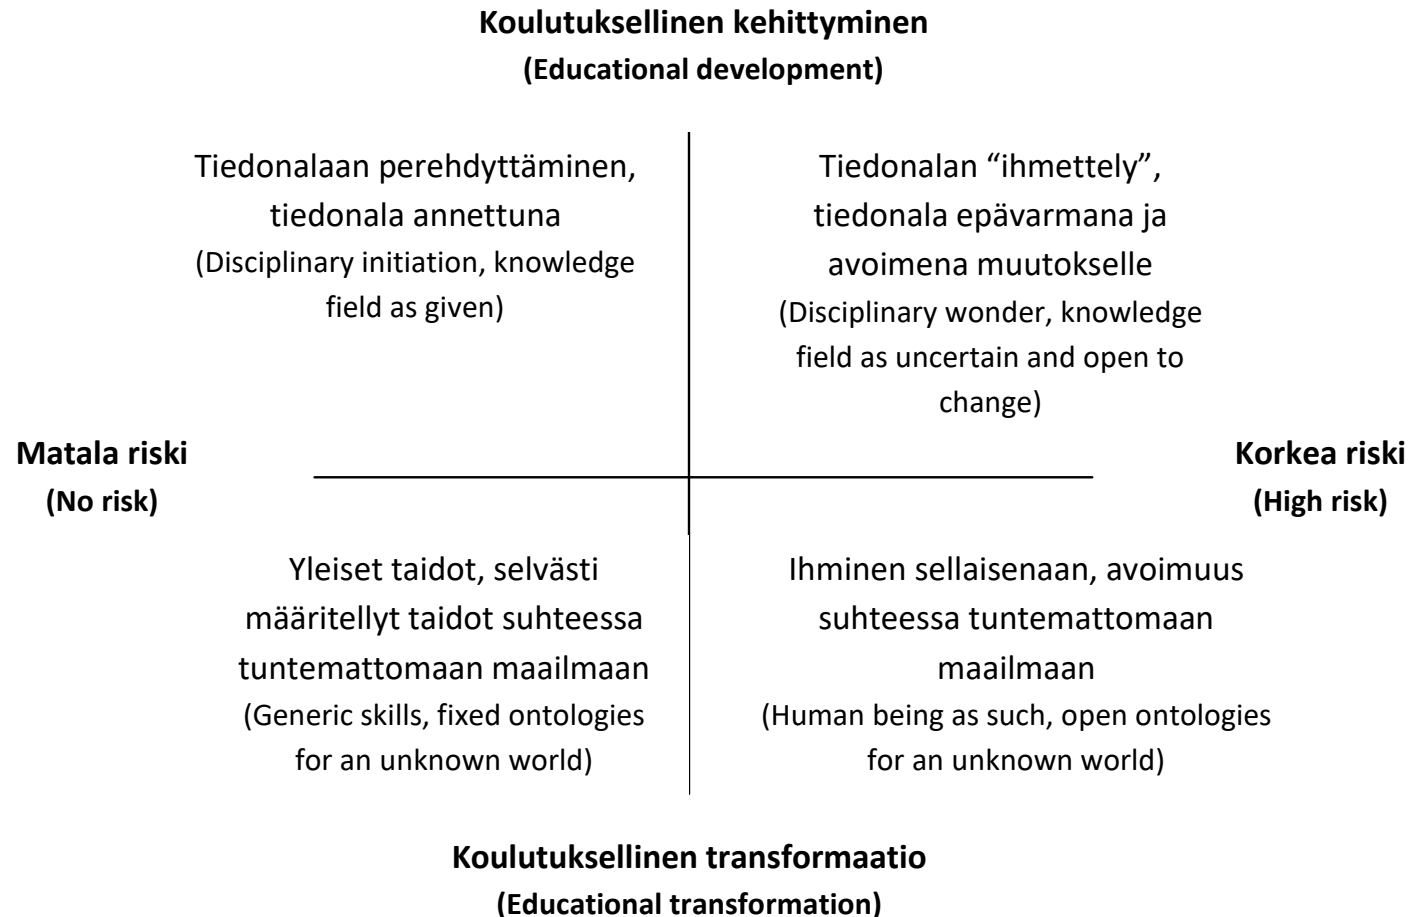 Koulutuksellinen kehittyminen
(Educational development)
Tiedonalaan perehdyttäminen,
tiedonala annettuna
(Disciplinary initiation, knowledge
field as given)
Tiedonalan “ihmettely”,
tiedonala epävarmana ja
avoimena muutokselle
(Disciplinary wonder, knowledge
field as uncertain and open to
change)
Matala riski
(No risk)
Korkea riski
(High risk)
Yleiset taidot, selvästi
määritellyt taidot suhteessa
tuntemattomaan maailmaan
(Generic skills, fixed ontologies
for an unknown world)
Ihminen sellaisenaan, avoimuus
suhteessa tuntemattomaan
maailmaan
(Human being as such, open ontologies
for an unknown world)
Koulutuksellinen transformaatio
(Educational transformation)